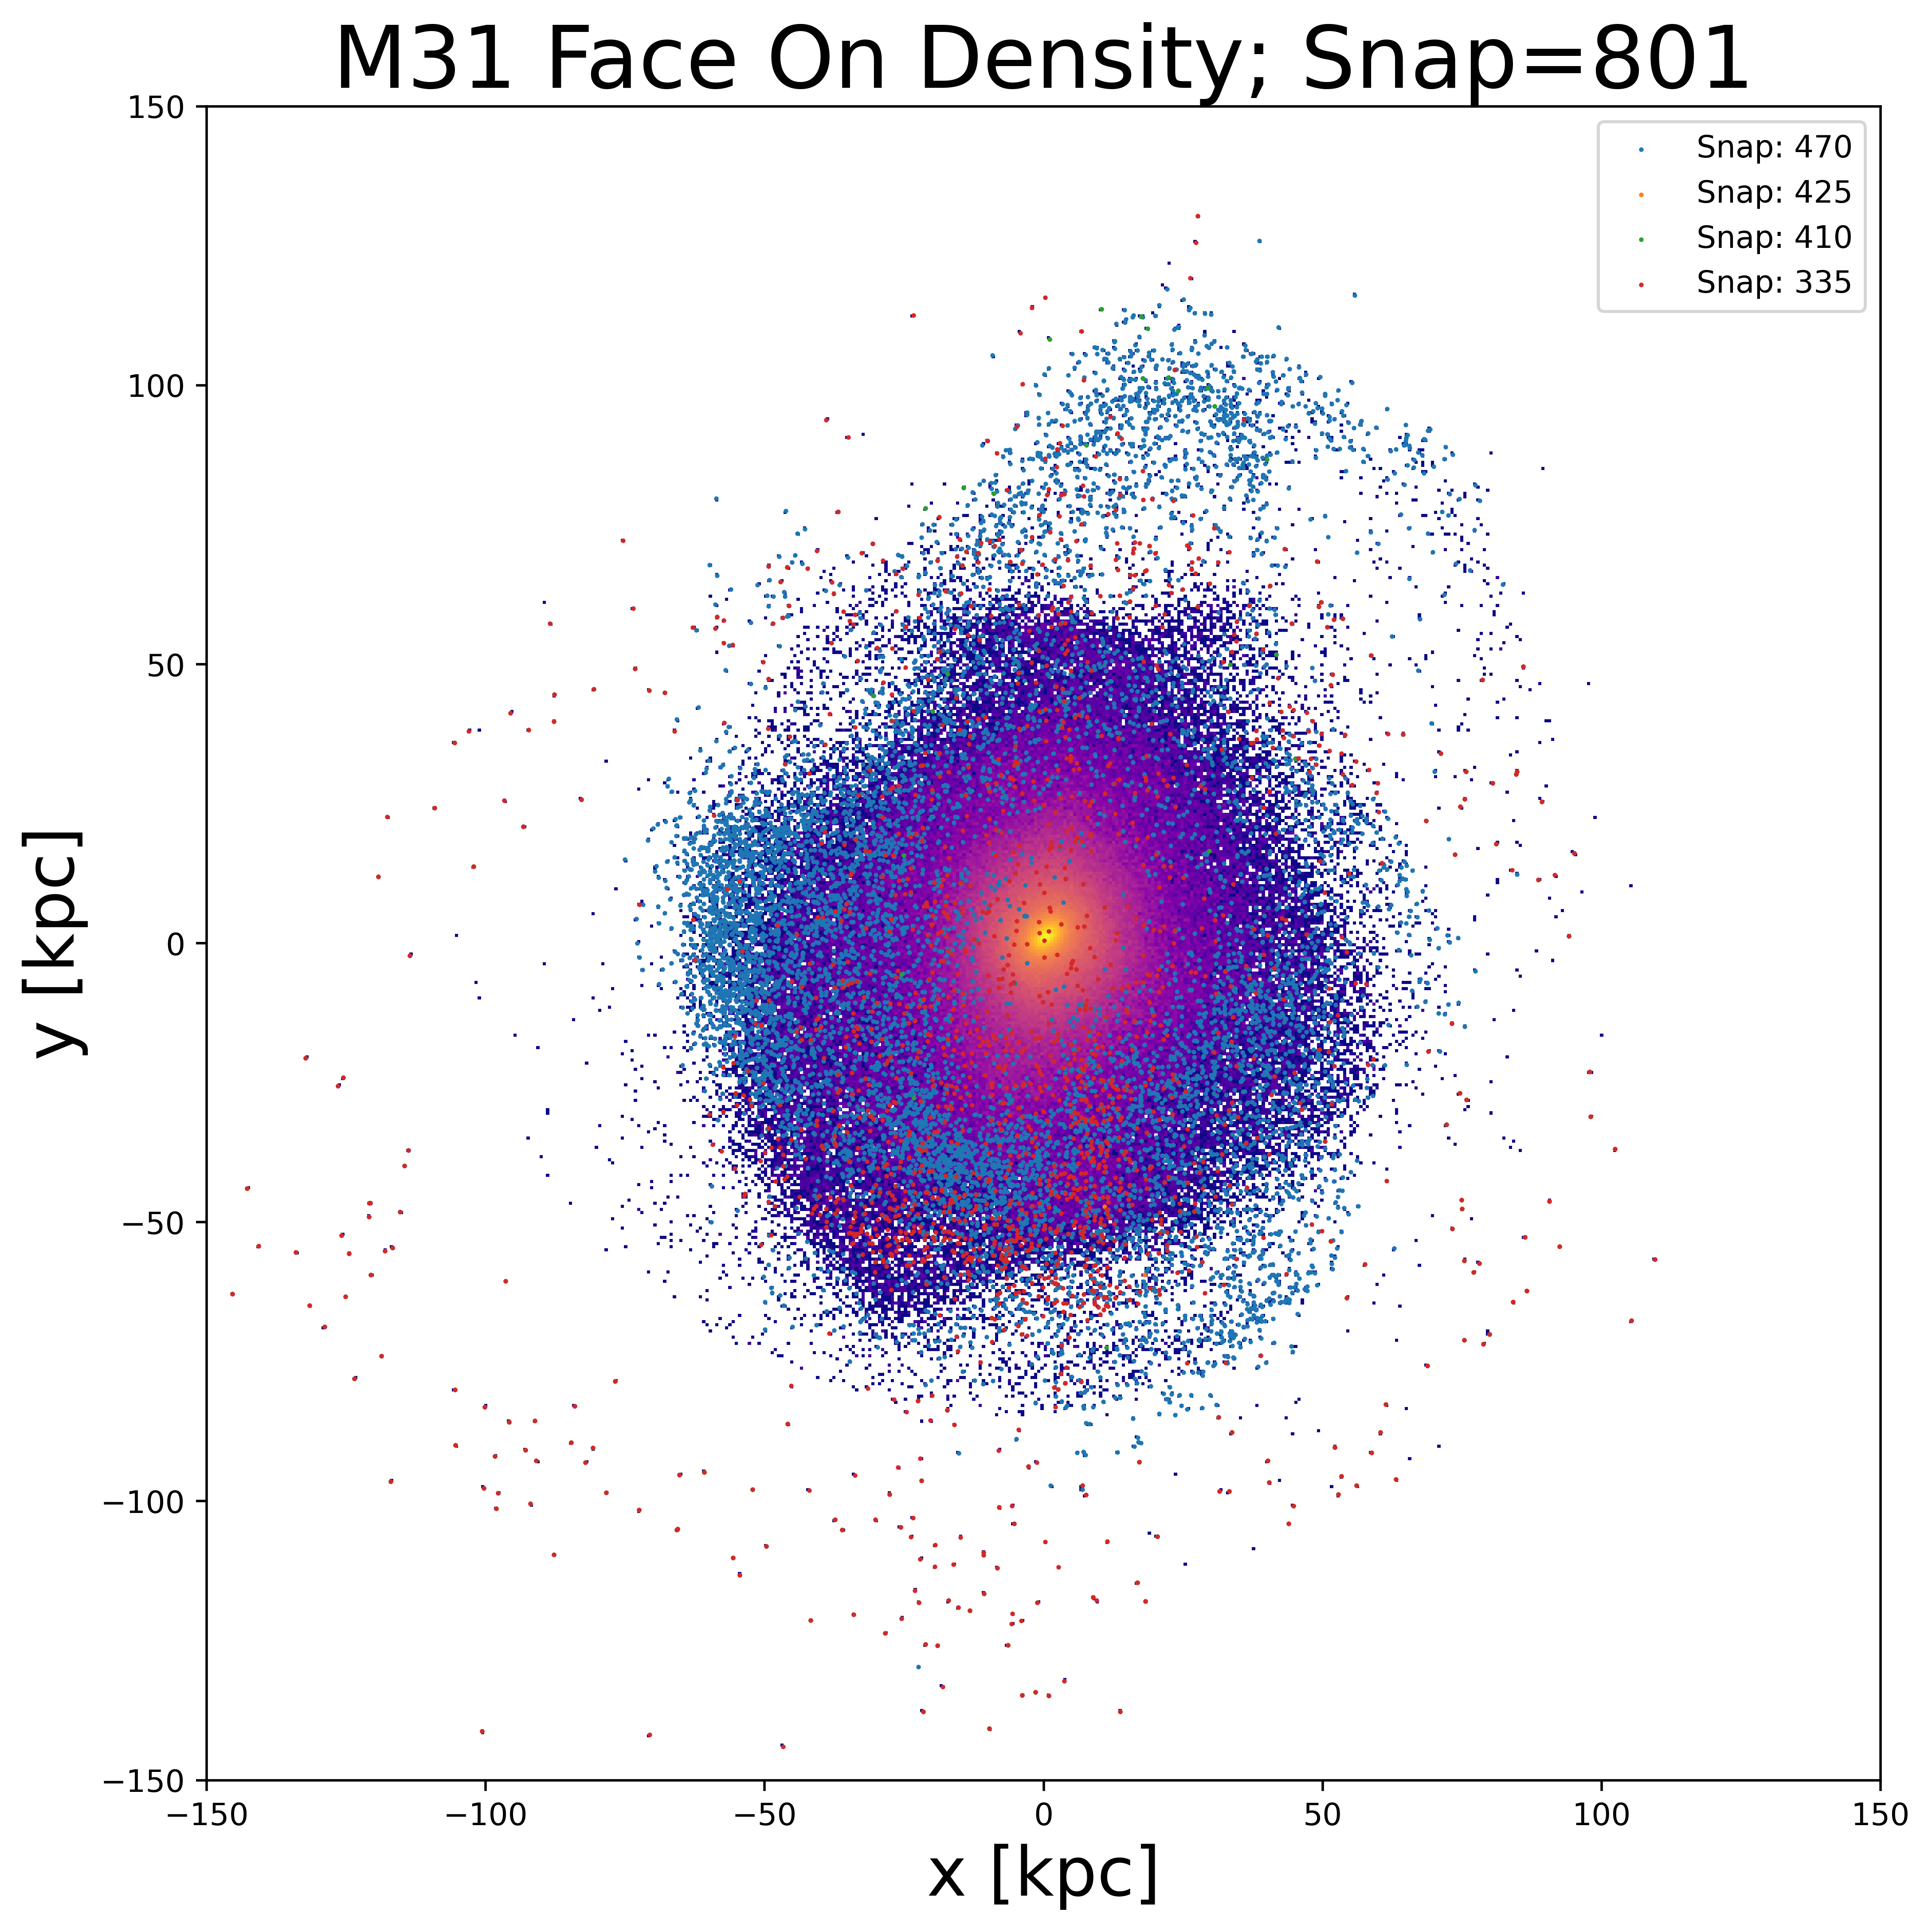 M31 Face On Density; Snap=801
Snap: 470
Snap: 425
Snap: 410
Snap: 335
150
100
50
0
−50
−100
−150
y [kpc]
−150 −100 −50 0 50 100 150
x [kpc]